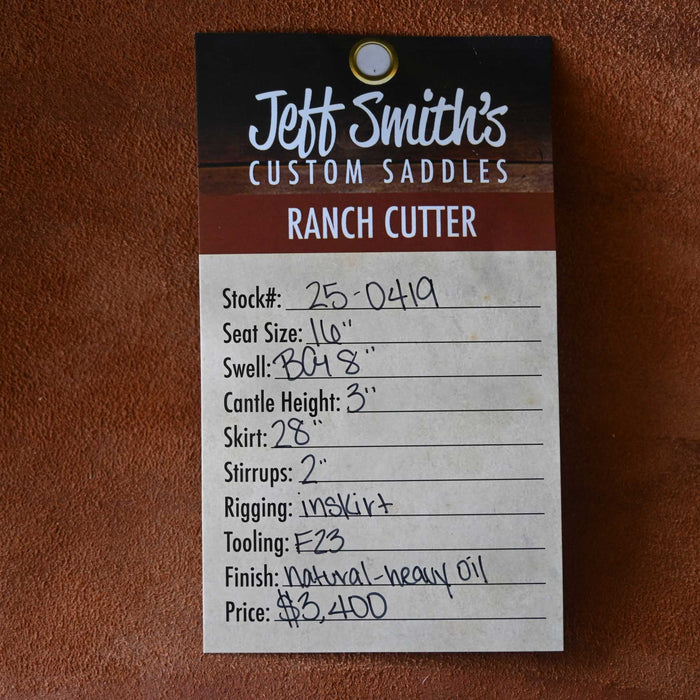 Jeff Smith's
CUSTOM SADDLES
RANCH CUTTER
Stock#: 25-0419
Seat Size: 16"
Swell: BCY 8"
Cantle Height: 3"
Skirt: 28"
Stirrups: 2"
Rigging: inskirt
Tooling: F23
Finish: natural-heavy oil
Price: $3,400